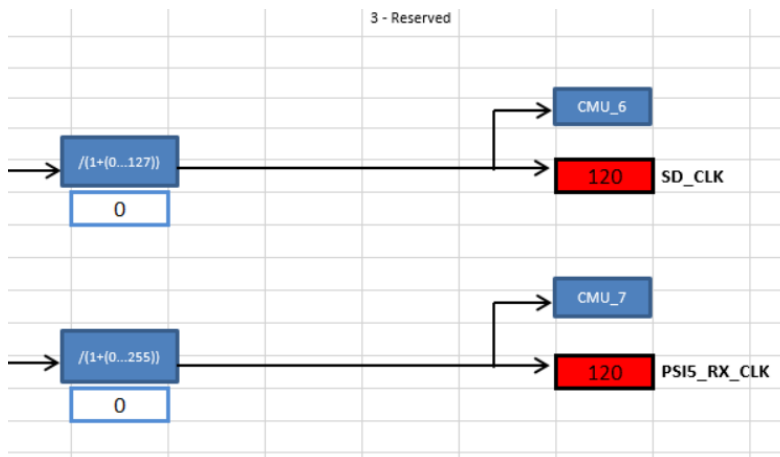 3 - Reserved
CMU_6
/(1+(0...127))
120 SD_CLK
0
CMU_7
/(1+(0...255))
120 PSI5_RX_CLK
0